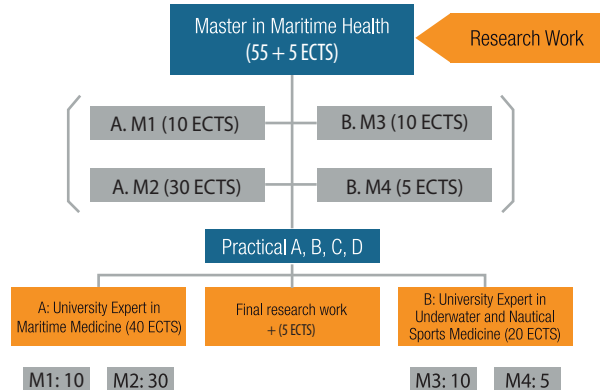 Master in Maritime Health
(55 + 5 ECTS)
Research Work
A. M1 (10 ECTS)
B. M3 (10 ECTS)
A. M2 (30 ECTS)
B. M4 (5 ECTS)
Practical A, B, C, D
A: University Expert in
Maritime Medicine (40 ECTS)
Final research work
+ (5 ECTS)
B: University Expert in
Underwater and Nautical
Sports Medicine (20 ECTS)
M1: 10
M2: 30
M3: 10
M4: 5